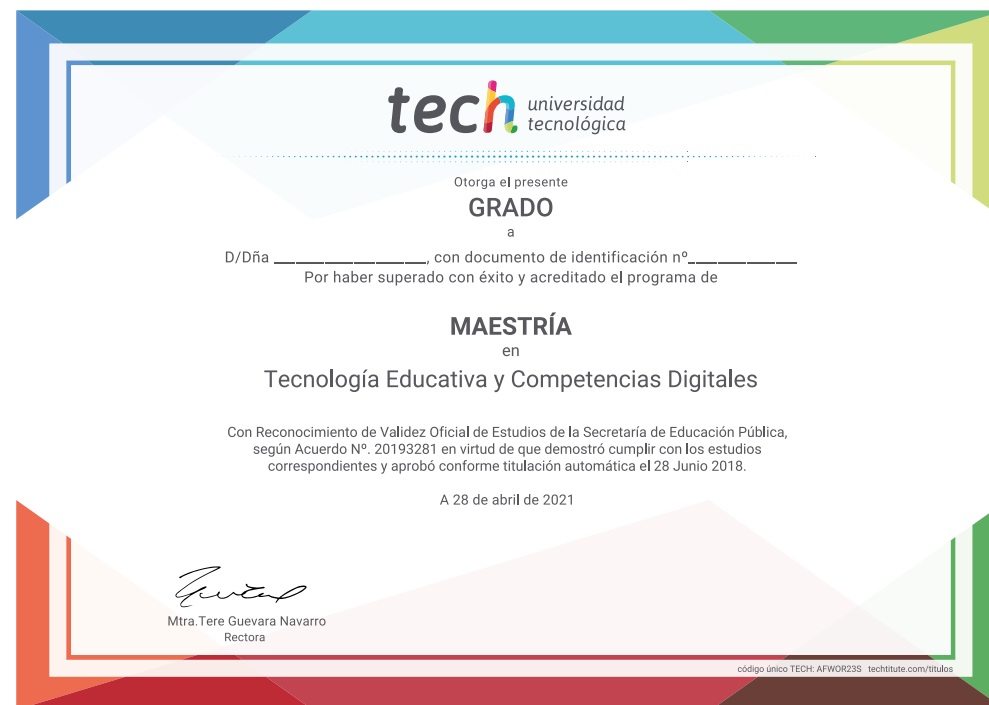 tech universidad
tecnológica
Otorga el presente
GRADO
a
D/Dña ____________________, con documento de identificación nº______________
Por haber superado con éxito y acreditado el programa de
MAESTRÍA
en
Tecnología Educativa y Competencias Digitales
Con Reconocimiento de Validez Oficial de Estudios de la Secretaría de Educación Pública,
según Acuerdo Nº. 20193281 en virtud de que demostró cumplir con los estudios
correspondientes y aprobó conforme titulación automática el 28 Junio 2018.
A 28 de abril de 2021
Mtra.Tere Guevara Navarro
Rectora
código único TECH: AFWOR23S techtitute.com/titulos